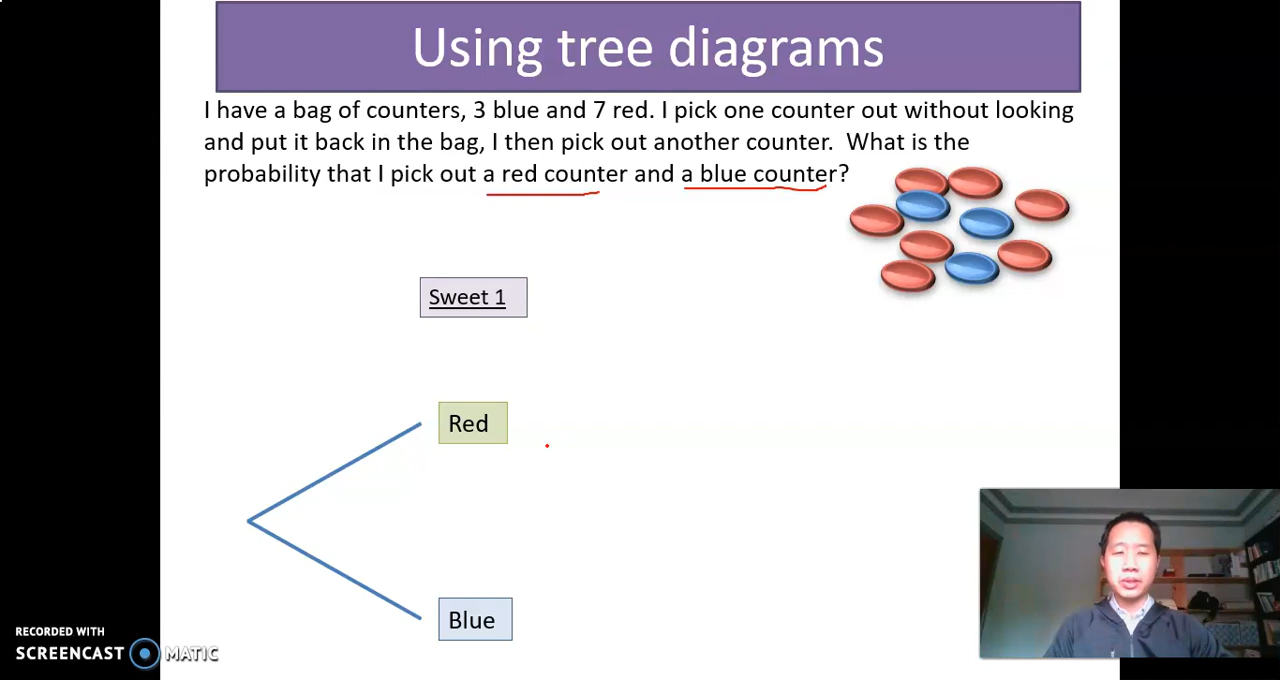 Using tree diagrams
I have a bag of counters, 3 blue and 7 red. I pick one counter out without looking
and put it back in the bag, I then pick out another counter.  What is the
probability that I pick out a red counter and a blue counter?
Sweet 1
Red
Blue
RECORDED WITH
SCREENCAST MATIC